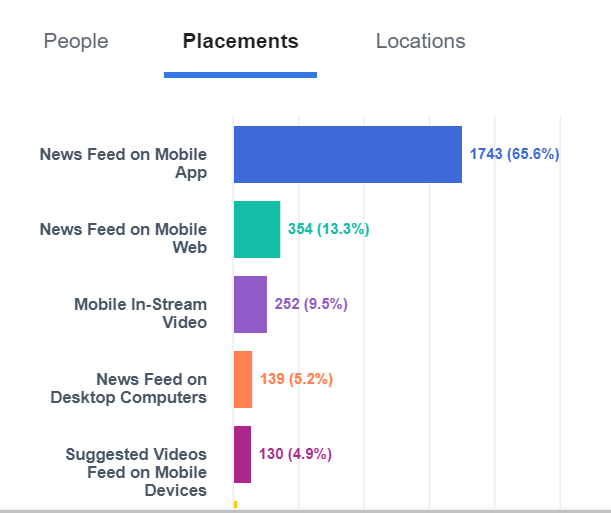 People Placements Locations
News Feed on Mobile
App
1743 (65.6%)
News Feed on Mobile
Web
354 (13.3%)
Mobile In-Stream
Video
252 (9.5%)
News Feed on
Desktop Computers
139 (5.2%)
Suggested Videos
Feed on Mobile
Devices
130 (4.9%)